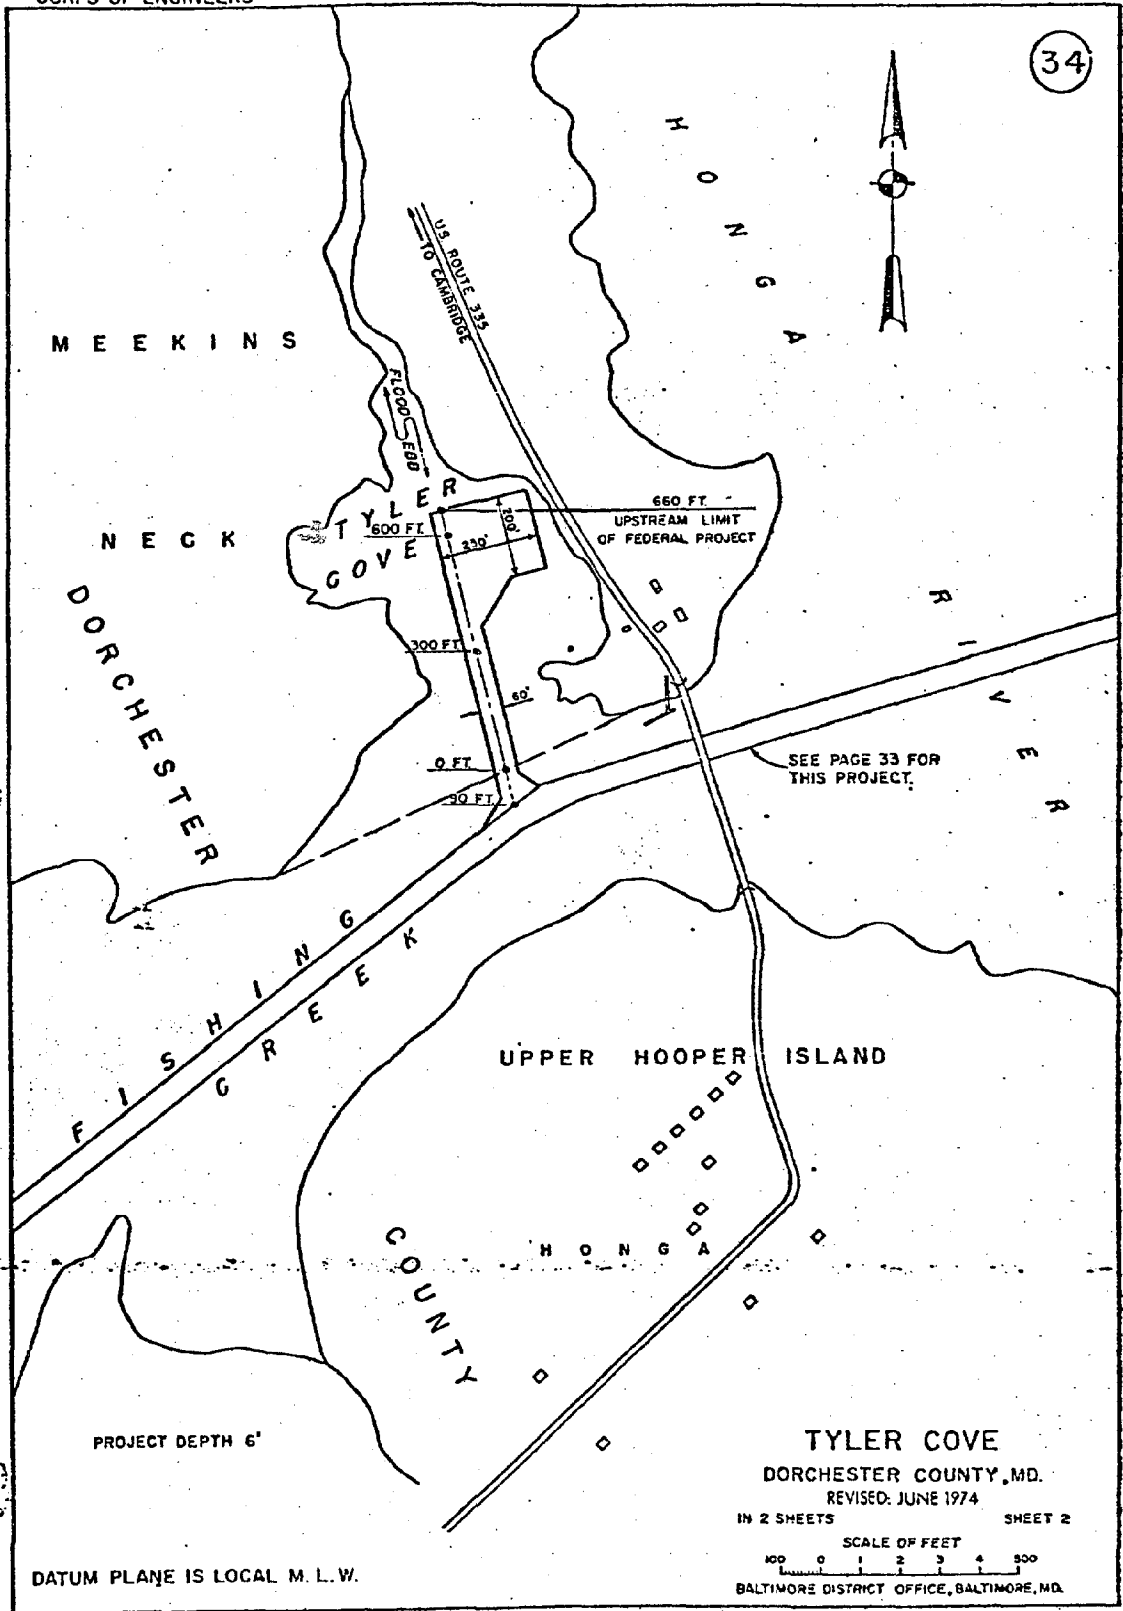 CORPS OF ENGINEERS
34
HONGA
U.S. ROUTE 335
TO CAMBRIDGE
MEEKINS
FLOOD
EBB
TYLER
660 FT.
UPSTREAM LIMIT
OF FEDERAL PROJECT
600 FT.
200'
250'
NECK
COVE
DORCHESTER
RIVER
300 FT.
60'
0 FT.
90 FT.
SEE PAGE 33 FOR
THIS PROJECT.
FISHING
CREEK
UPPER HOOPER ISLAND
HONGA
COUNTY
PROJECT DEPTH 6'
TYLER COVE
DORCHESTER COUNTY, MD.
REVISED: JUNE 1974
IN 2 SHEETS SHEET 2
SCALE OF FEET
100 0 1 2 3 4 500
DATUM PLANE IS LOCAL M. L. W.
BALTIMORE DISTRICT OFFICE, BALTIMORE, MD.